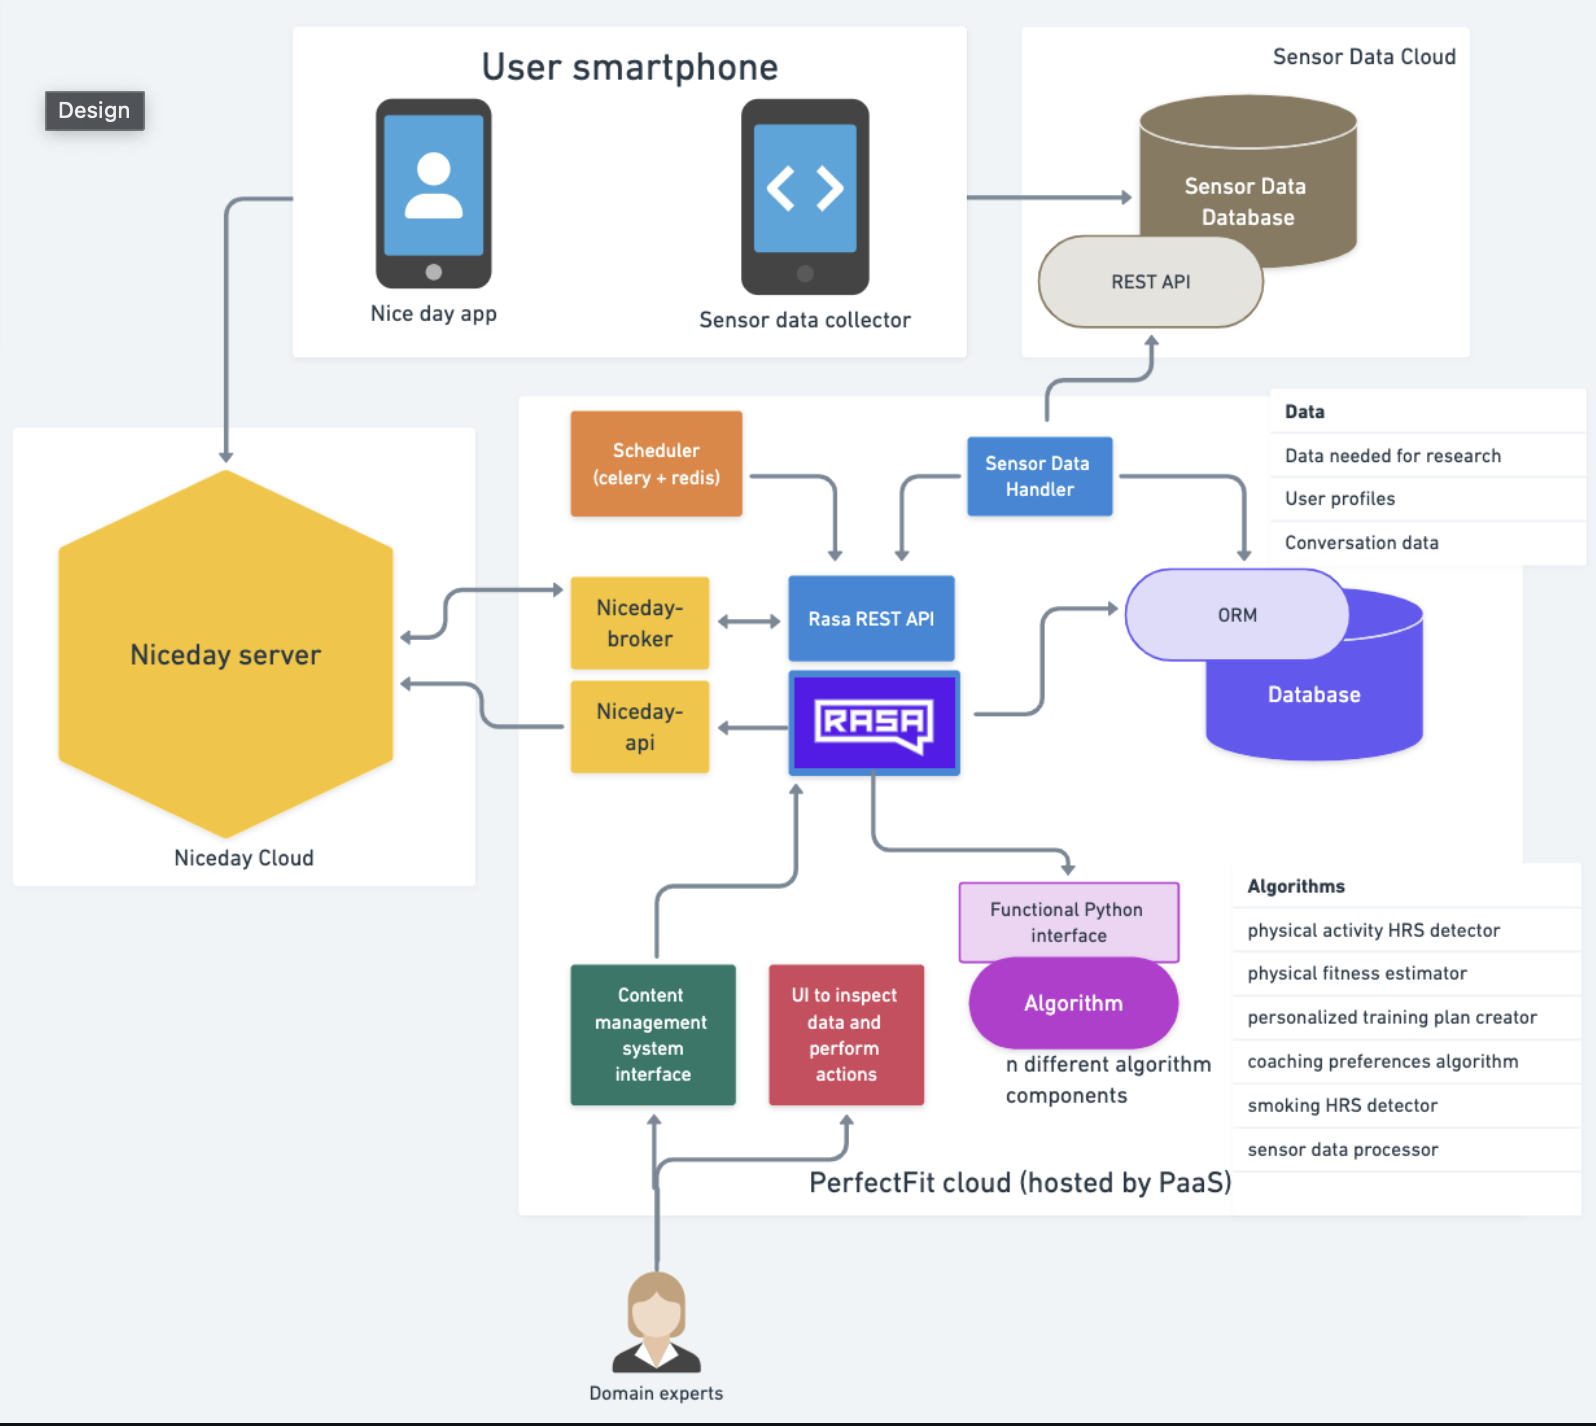 Design
User smartphone
Nice day app
Sensor data collector
Sensor Data Cloud
Sensor Data
Database
REST API
Scheduler
(celery + redis)
Sensor Data
Handler
Data
Data needed for research
User profiles
Conversation data
Niceday server
Niceday Cloud
Niceday-
broker
Rasa REST API
Niceday-
api
RASA
ORM
Database
Functional Python
interface
Algorithm
n different algorithm
components
Algorithms
physical activity HRS detector
physical fitness estimator
personalized training plan creator
coaching preferences algorithm
smoking HRS detector
sensor data processor
Content
management
system
interface
UI to inspect
data and
perform
actions
PerfectFit cloud (hosted by PaaS)
Domain experts